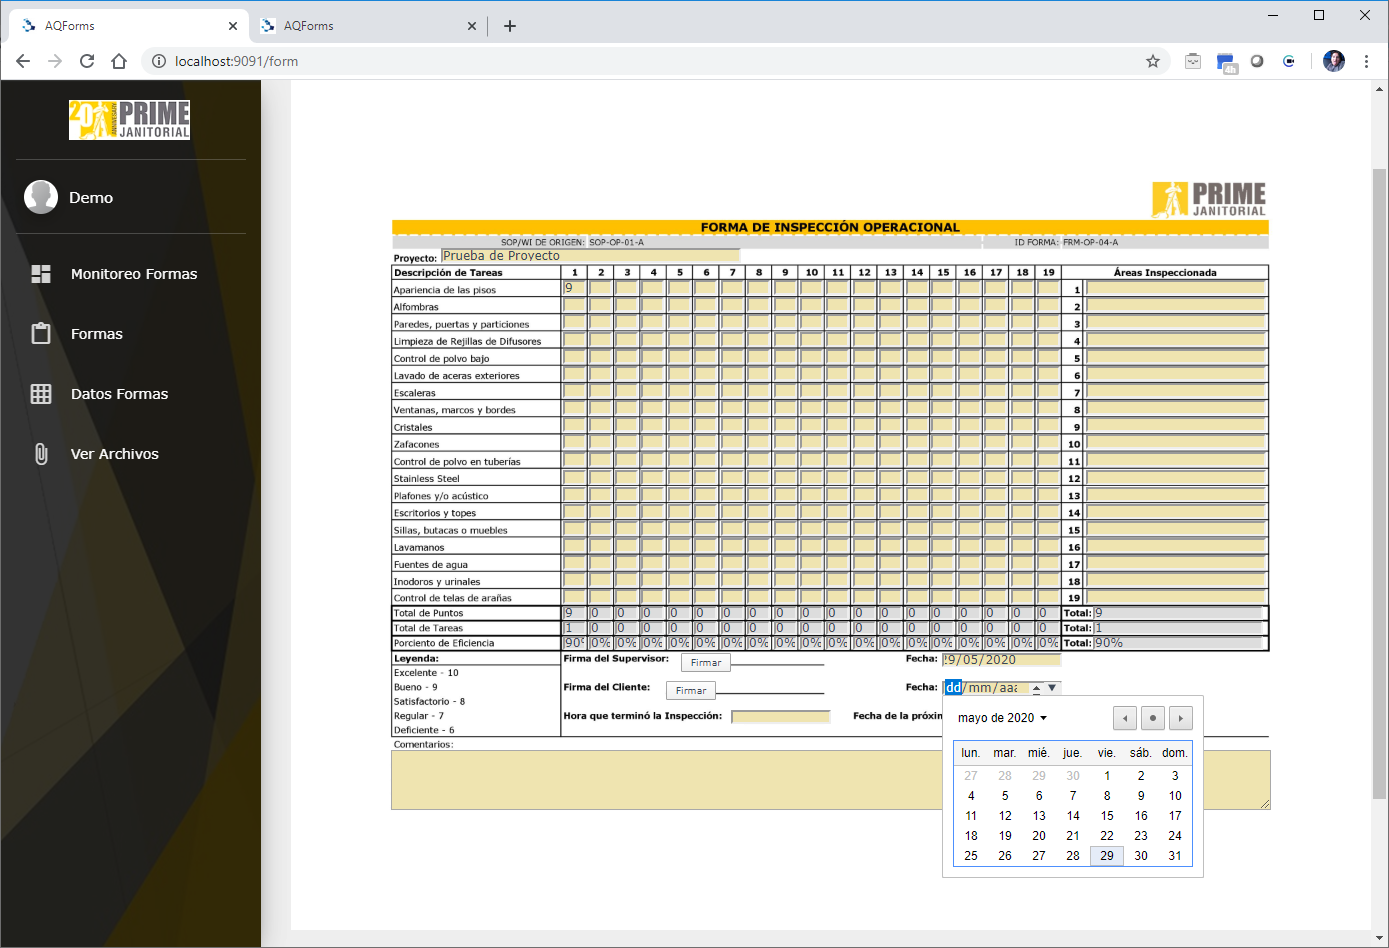 AQForms
AQForms
localhost:9091/form
4h
20 ANNIVERSARY PRIME JANITORIAL
Demo
Monitoreo Formas
Formas
Datos Formas
Ver Archivos
PRIME JANITORIAL
FORMA DE INSPECCIÓN OPERACIONAL
SOP/WI DE ORIGEN: SOP-OP-01-A ID FORMA: FRM-OP-04-A
Proyecto: Prueba de Proyecto
Descripción de Tareas 1 2 3 4 5 6 7 8 9 10 11 12 13 14 15 16 17 18 19 Áreas Inspeccionada
Apariencia de las pisos 9 1
Alfombras 2
Paredes, puertas y particiones 3
Limpieza de Rejillas de Difusores 4
Control de polvo bajo 5
Lavado de aceras exteriores 6
Escaleras 7
Ventanas, marcos y bordes 8
Cristales 9
Zafacones 10
Control de polvo en tuberías 11
Stainless Steel 12
Plafones y/o acústico 13
Escritorios y topes 14
Sillas, butacas o muebles 15
Lavamanos 16
Fuentes de agua 17
Inodoros y urinales 18
Control de telas de arañas 19
Total de Puntos 9 0 0 0 0 0 0 0 0 0 0 0 0 0 0 0 0 0 0 Total: 9
Total de Tareas 1 0 0 0 0 0 0 0 0 0 0 0 0 0 0 0 0 0 0 Total: 1
Porciento de Eficiencia 90% 0% 0% 0% 0% 0% 0% 0% 0% 0% 0% 0% 0% 0% 0% 0% 0% 0% 0% Total: 90%
Leyenda: Firma del Supervisor: Firmar Fecha: 29/05/2020
Excelente - 10
Bueno - 9 Firma del Cliente: Firmar Fecha: dd/mm/aaa
Satisfactorio - 8
Regular - 7 Hora que terminó la Inspección: Fecha de la próxin
Deficiente - 6
Comentarios:
mayo de 2020
lun. mar. mié. jue. vie. sáb. dom.
27 28 29 30 1 2 3
4 5 6 7 8 9 10
11 12 13 14 15 16 17
18 19 20 21 22 23 24
25 26 27 28 29 30 31